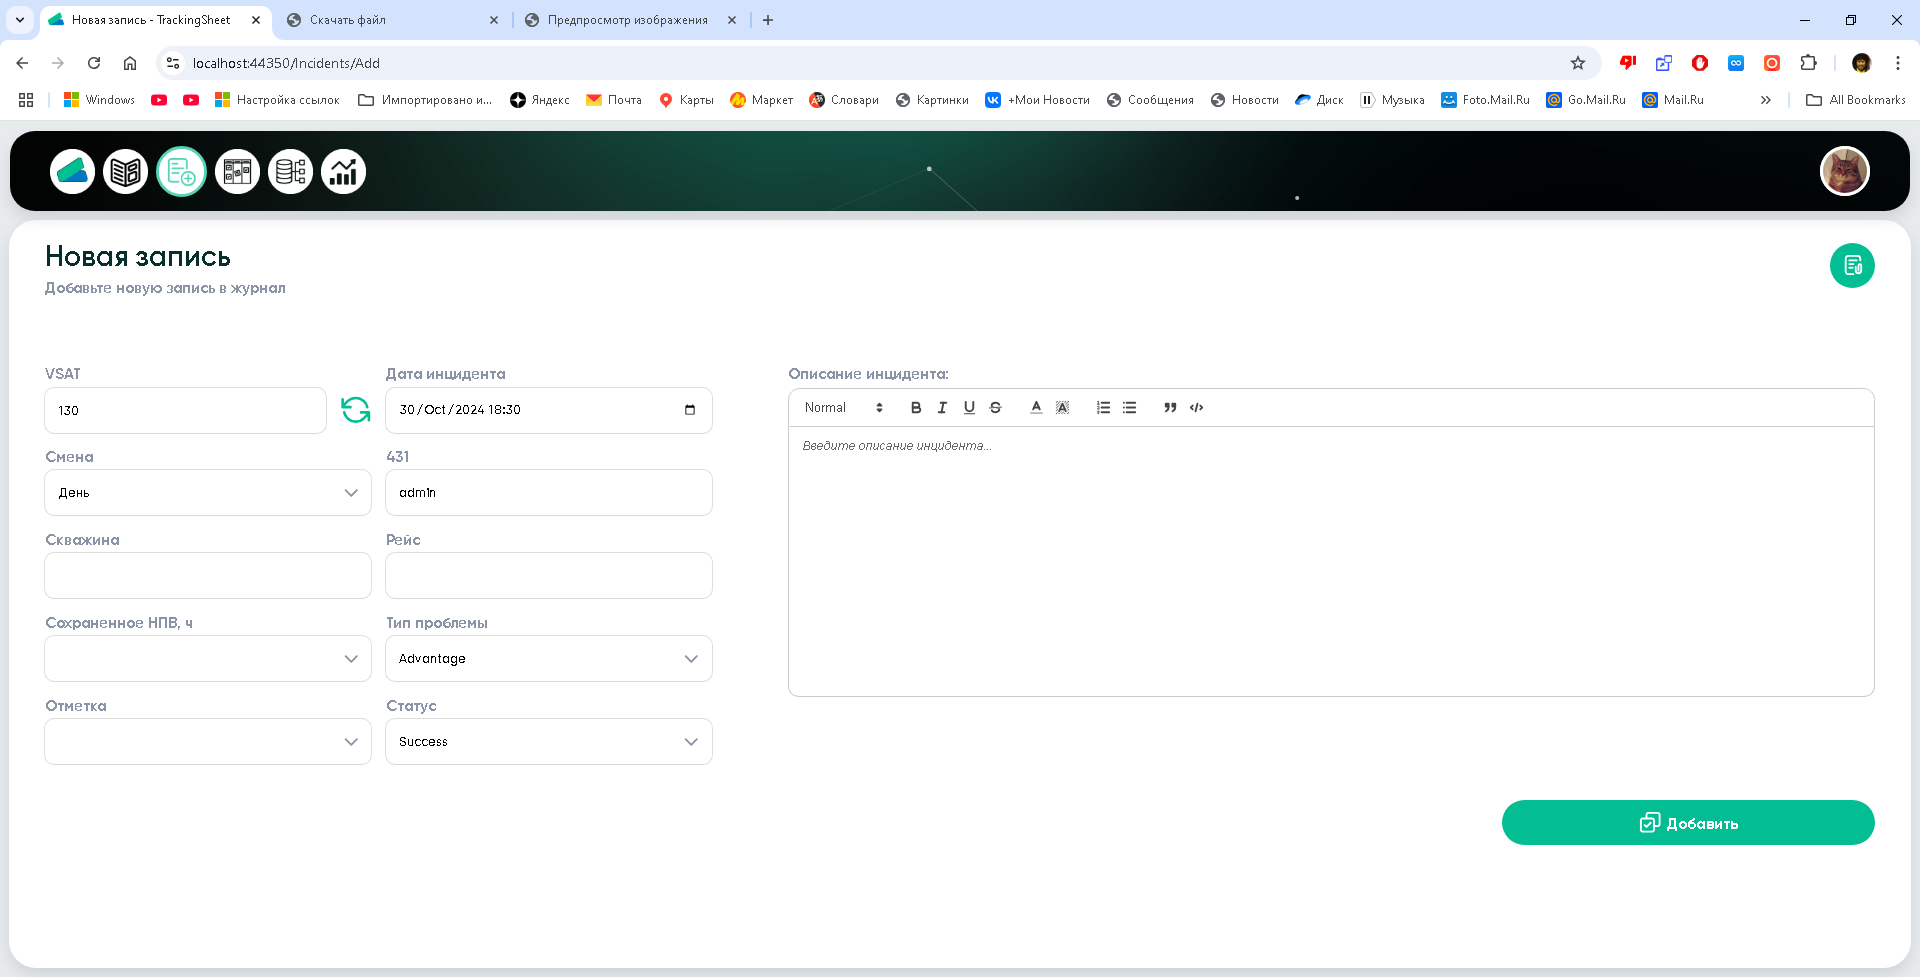 Новая запись - TrackingSheet
Скачать файл
Предпросмотр изображения
localhost:44350/Incidents/Add
Windows
Настройка ссылок
Импортировано и...
Яндекс
Почта
Карты
Маркет
Словари
Картинки
+Мои Новости
Сообщения
Новости
Диск
Музыка
Foto.Mail.Ru
Go.Mail.Ru
Mail.Ru
All Bookmarks
Новая запись
Добавьте новую запись в журнал
VSAT
Дата инцидента
130
30/Oct/2024 18:30
Смена
431
День
admin
Скважина
Рейс
Сохраненное НПВ, ч
Тип проблемы
Advantage
Отметка
Статус
Success
Описание инцидента:
Normal
Введите описание инцидента...
Добавить